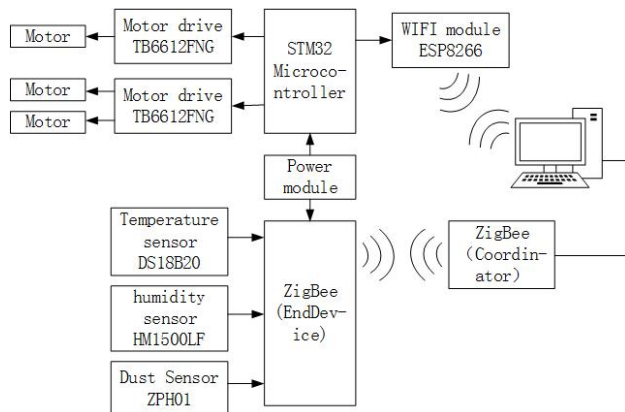 Motor
Motor drive
TB6612FNG
STM32
Microco-
ntroller
WIFI module
ESP8266
Motor
Motor
Motor drive
TB6612FNG
Power
module
Temperature
sensor
DS18B20
ZigBee
(EndDev-
ice)
ZigBee
（Coordin-
ator）
humidity
sensor
HM1500LF
Dust Sensor
ZPH01